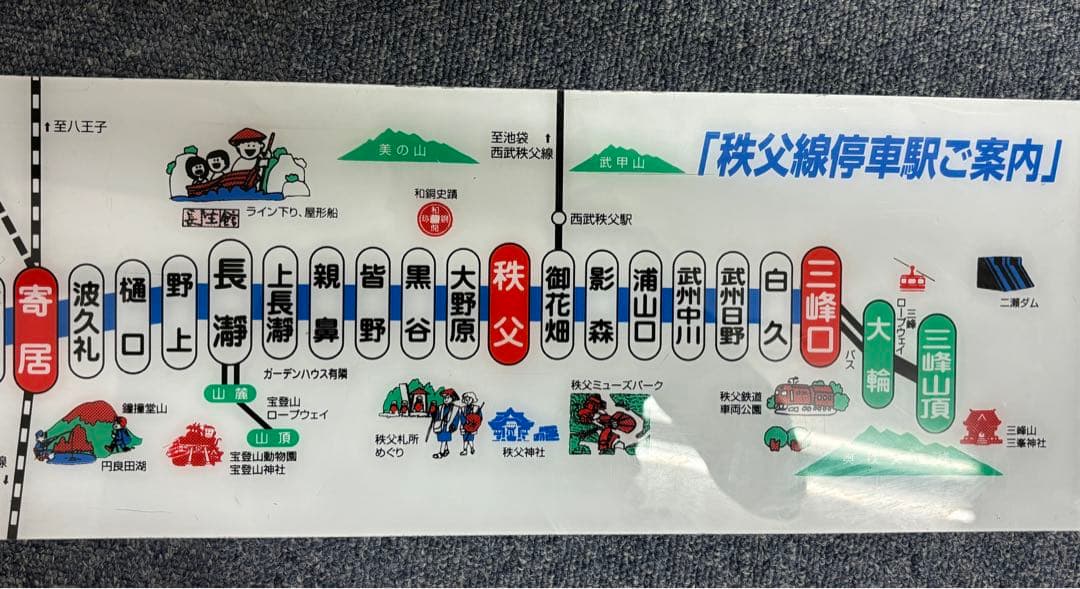 「秩父線停車駅ご案内」
↑至八王子
長生館
ライン下り、屋形船
美の山
和銅史蹟
至池袋 ↑
西武秩父線
武甲山
西武秩父駅
寄居
波久礼
樋口
野上
長瀞
上長瀞
親鼻
皆野
黒谷
大野原
秩父
御花畑
影森
浦山口
武州中川
武州日野
白久
三峰口
バス
大輪
三峰
ロープウェイ
三峰山頂
二瀬ダム
線
↓
鐘撞堂山
円良田湖
山麓
ガーデンハウス有隣
宝登山
ロープウェイ
山頂
宝登山動物園
宝登山神社
秩父札所
めぐり
秩父神社
秩父ミューズパーク
秩父鉄道
車両公園
三峰山
三峯神社